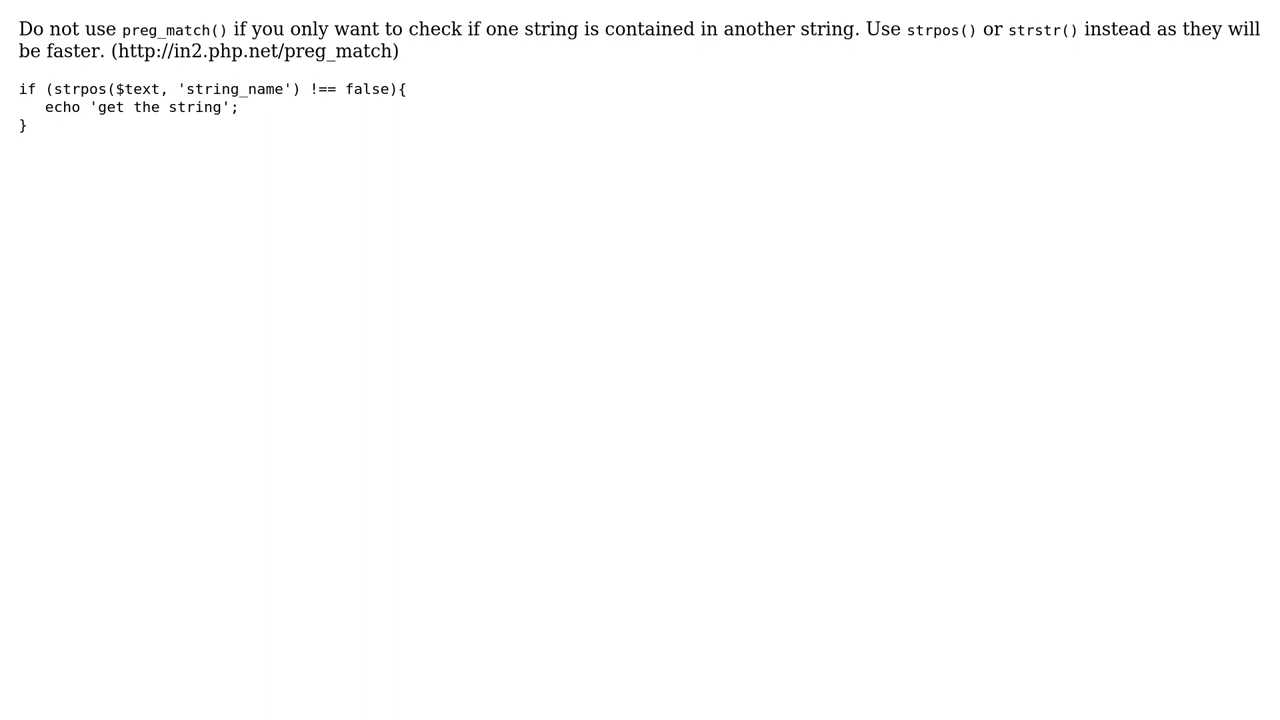 Do not use preg_match() if you only want to check if one string is contained in another string. Use strpos() or strstr() instead as they will
be faster. (http://in2.php.net/preg_match)
if (strpos($text, 'string_name') !== false){
   echo 'get the string';
}